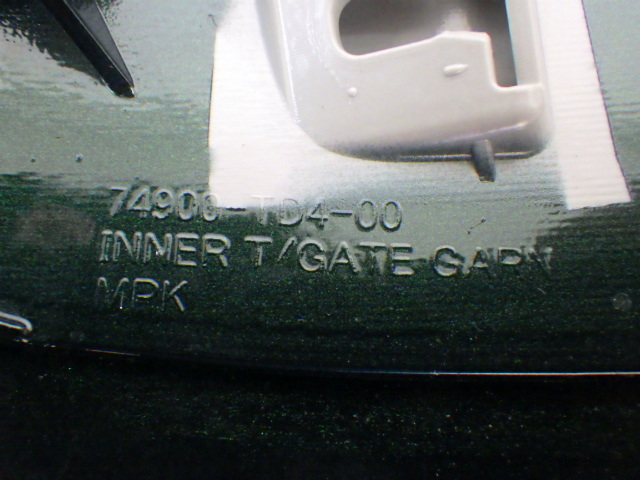 74900-TD4-00
INNER T/GATE GARN
MPK